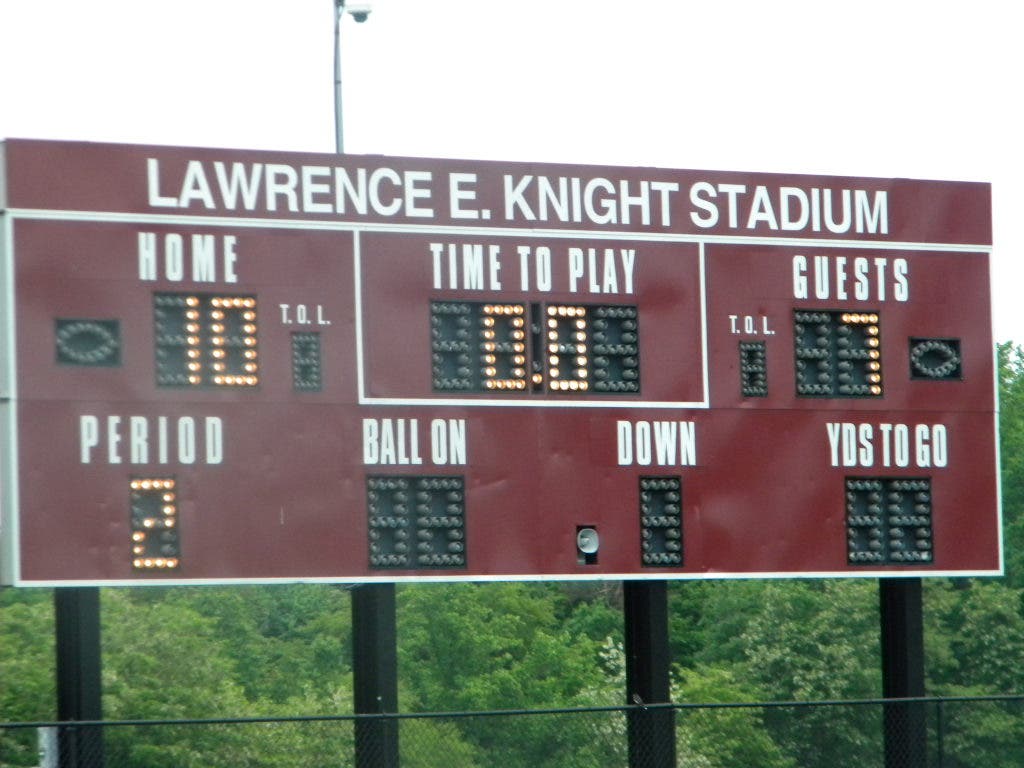 LAWRENCE E. KNIGHT STADIUM
HOME TIME TO PLAY GUESTS
T.O.L. T.O.L.
10 0.0 7
PERIOD BALL ON DOWN YDS TO GO
2